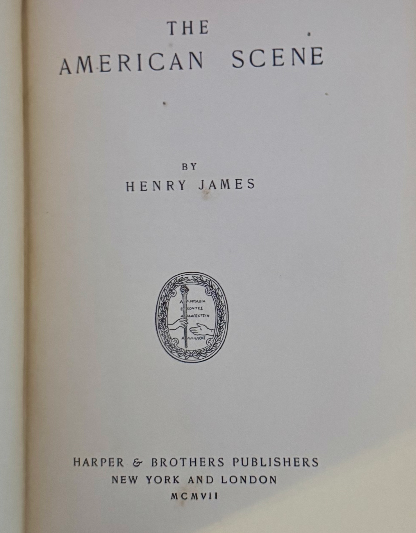 THE
AMERICAN SCENE
BY
HENRY JAMES
HARPER & BROTHERS PUBLISHERS
NEW YORK AND LONDON
MCMVII